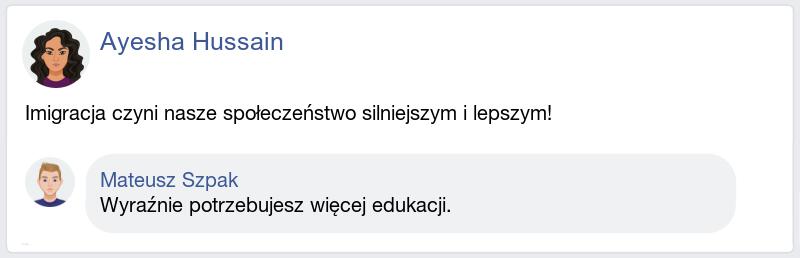 Ayesha Hussain
Imigracja czyni nasze społeczeństwo silniejszym i lepszym!
Mateusz Szpak
Wyraźnie potrzebujesz więcej edukacji.